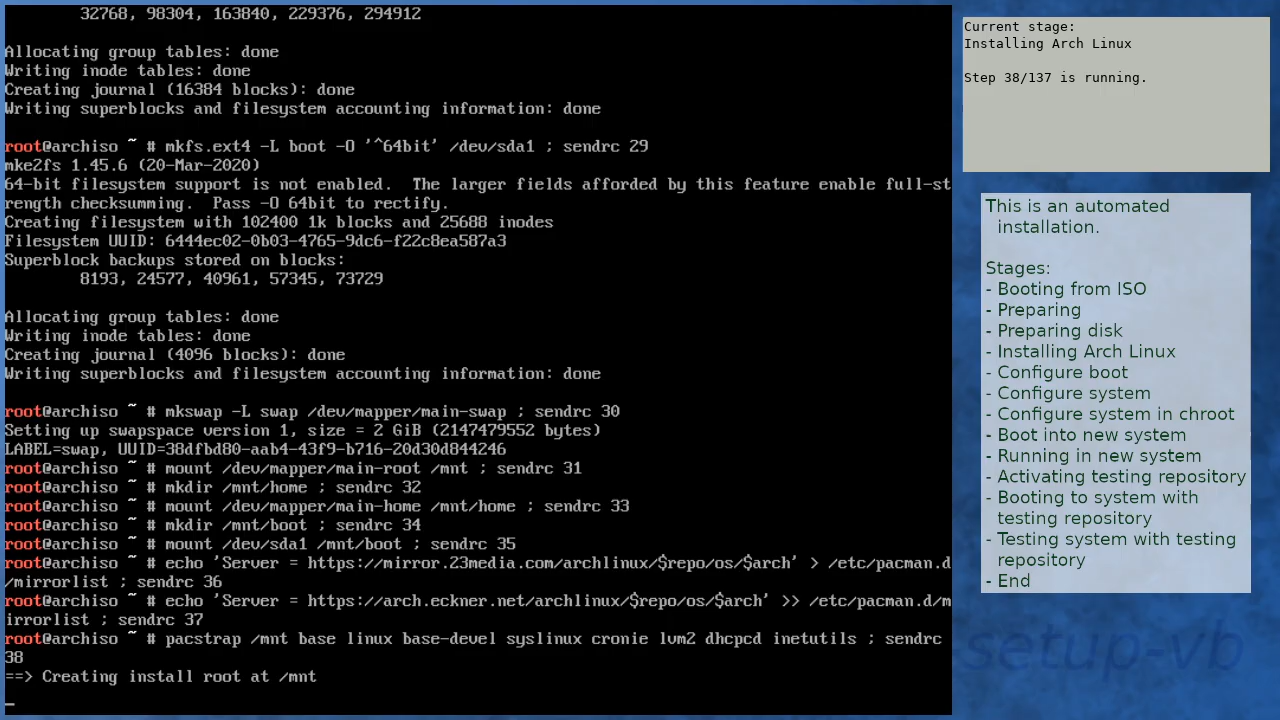 32768, 98304, 163840, 229376, 294912
Allocating group tables: done
Writing inode tables: done
Creating journal (16384 blocks): done
Writing superblocks and filesystem accounting information: done
root@archiso ~ # mkfs.ext4 -L boot -O '^64bit' /dev/sda1 ; sendrc 29
mke2fs 1.45.6 (20-Mar-2020)
64-bit filesystem support is not enabled.  The larger fields afforded by this feature enable full-st
rength checksumming.  Pass -O 64bit to rectify.
Creating filesystem with 102400 1k blocks and 25688 inodes
Filesystem UUID: 6444ec02-0b03-4765-9dc6-f22c8ea587a3
Superblock backups stored on blocks:
8193, 24577, 40961, 57345, 73729
Allocating group tables: done
Writing inode tables: done
Creating journal (4096 blocks): done
Writing superblocks and filesystem accounting information: done
root@archiso ~ # mkswap -L swap /dev/mapper/main-swap ; sendrc 30
Setting up swapspace version 1, size = 2 GiB (2147479552 bytes)
LABEL=swap, UUID=38dfbd80-aab4-43f9-b716-20d30d844246
root@archiso ~ # mount /dev/mapper/main-root /mnt ; sendrc 31
root@archiso ~ # mkdir /mnt/home ; sendrc 32
root@archiso ~ # mount /dev/mapper/main-home /mnt/home ; sendrc 33
root@archiso ~ # mkdir /mnt/boot ; sendrc 34
root@archiso ~ # mount /dev/sda1 /mnt/boot ; sendrc 35
root@archiso ~ # echo 'Server = https://mirror.23media.com/archlinux/$repo/os/$arch' > /etc/pacman.d
/mirrorlist ; sendrc 36
root@archiso ~ # echo 'Server = https://arch.eckner.net/archlinux/$repo/os/$arch' >> /etc/pacman.d/m
irrorlist ; sendrc 37
root@archiso ~ # pacstrap /mnt base linux base-devel syslinux cronie lvm2 dhcpcd inetutils ; sendrc
38
==> Creating install root at /mnt
Current stage:
Installing Arch Linux
Step 38/137 is running.
This is an automated
installation.
Stages:
- Booting from ISO
- Preparing
- Preparing disk
- Installing Arch Linux
- Configure boot
- Configure system
- Configure system in chroot
- Boot into new system
- Running in new system
- Activating testing repository
- Booting to system with
testing repository
- Testing system with testing
repository
- End
setup-vb